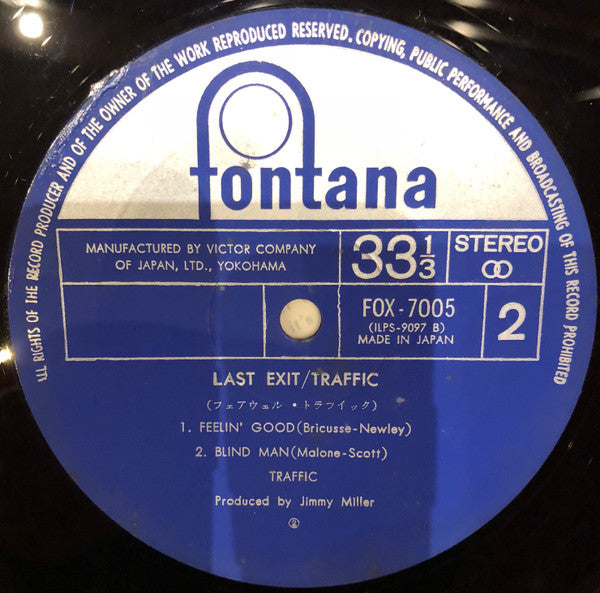 ALL RIGHTS OF THE RECORD PRODUCER AND OF THE OWNER OF THE WORK REPRODUCED RESERVED. COPYING, PUBLIC PERFORMANCE AND BROADCASTING OF THIS RECORD PROHIBITED
fontana
MANUFACTURED BY VICTOR COMPANY
OF JAPAN, LTD., YOKOHAMA
33 1/3
STEREO
FOX-7005
(ILPS-9097 B)
MADE IN JAPAN
2
LAST EXIT/TRAFFIC
(フェアウェル・トラフィック)
1. FEELIN' GOOD (Bricusse-Newley)
2. BLIND MAN (Malone-Scott)
TRAFFIC
Produced by Jimmy Miller